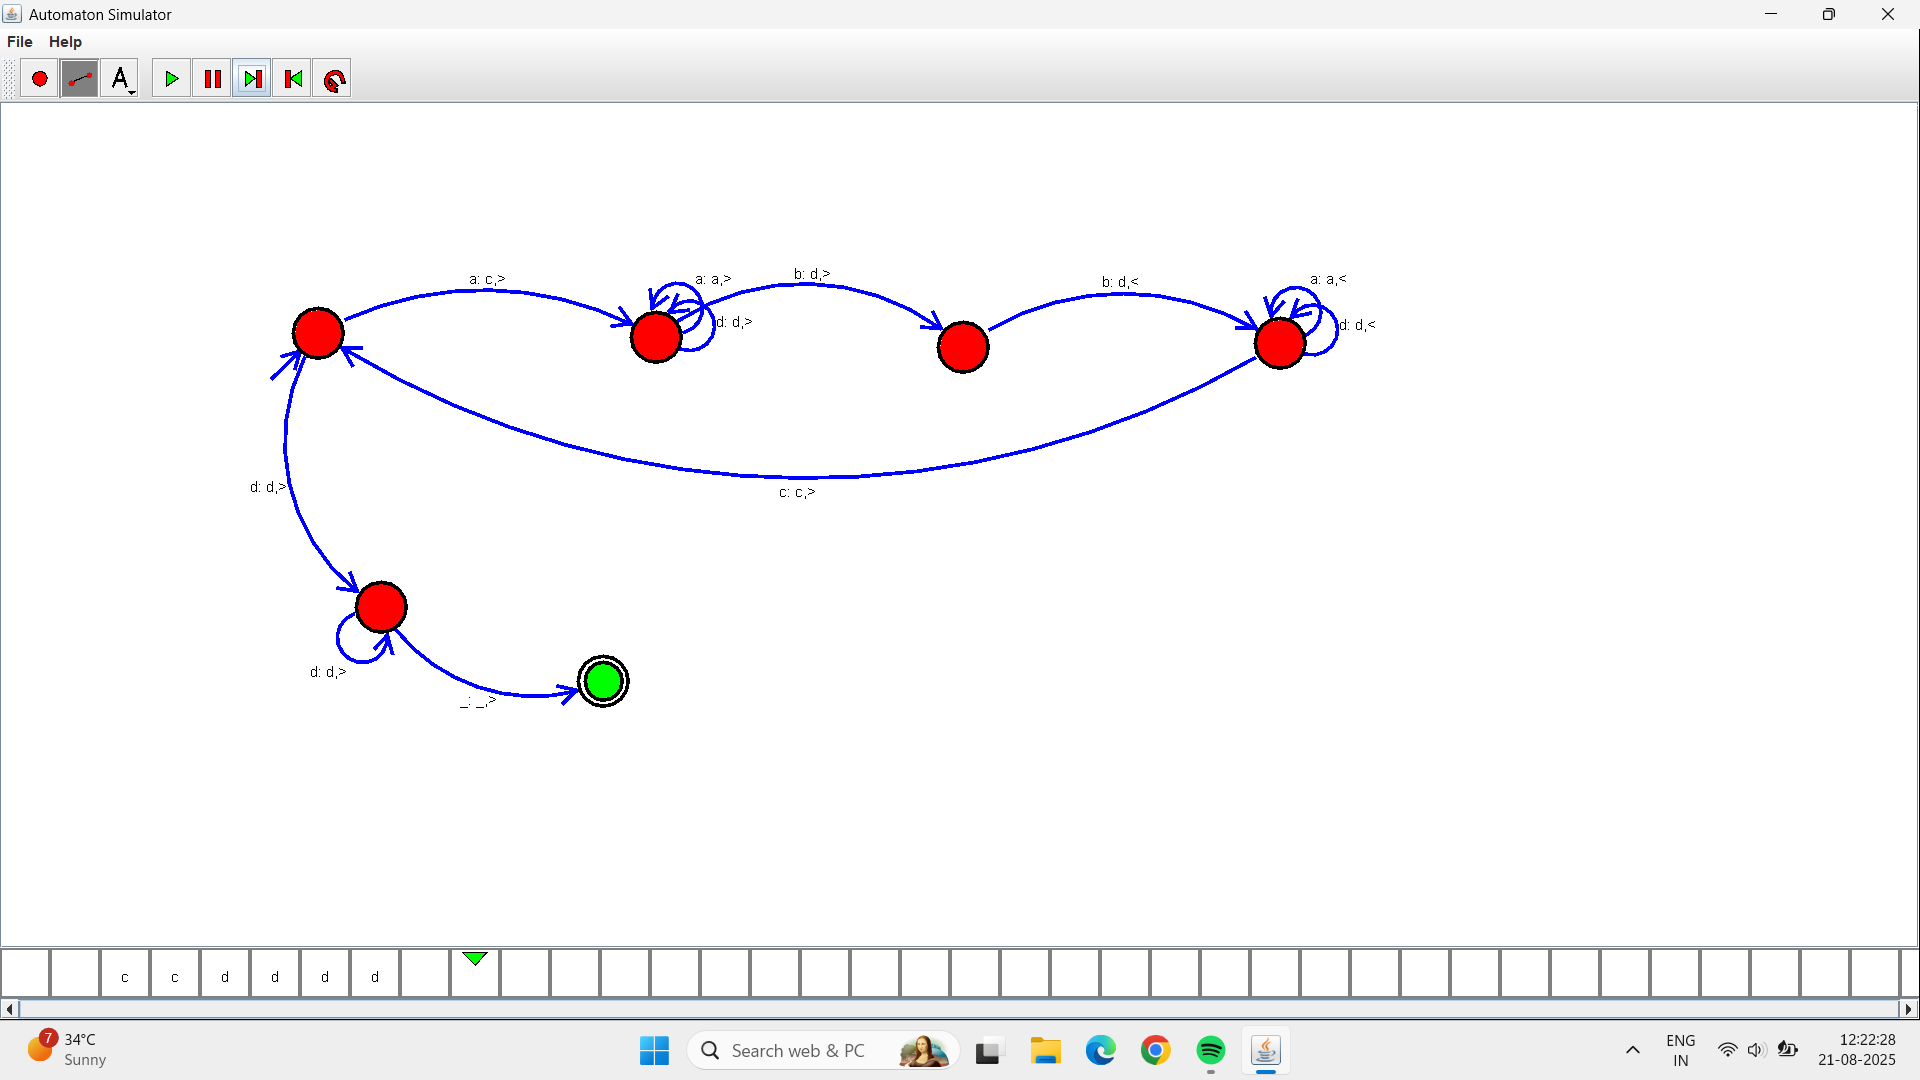 Automaton Simulator
File Help
A
a: c,>
a: a,>
d: d,>
b: d,>
b: d,<
a: a,<
d: d,<
c: c,>
d: d,>
d: d,>
_: _,>
c c d d d d
7 34°C
Sunny
Search web & PC
ENG
IN
12:22:28
21-08-2025